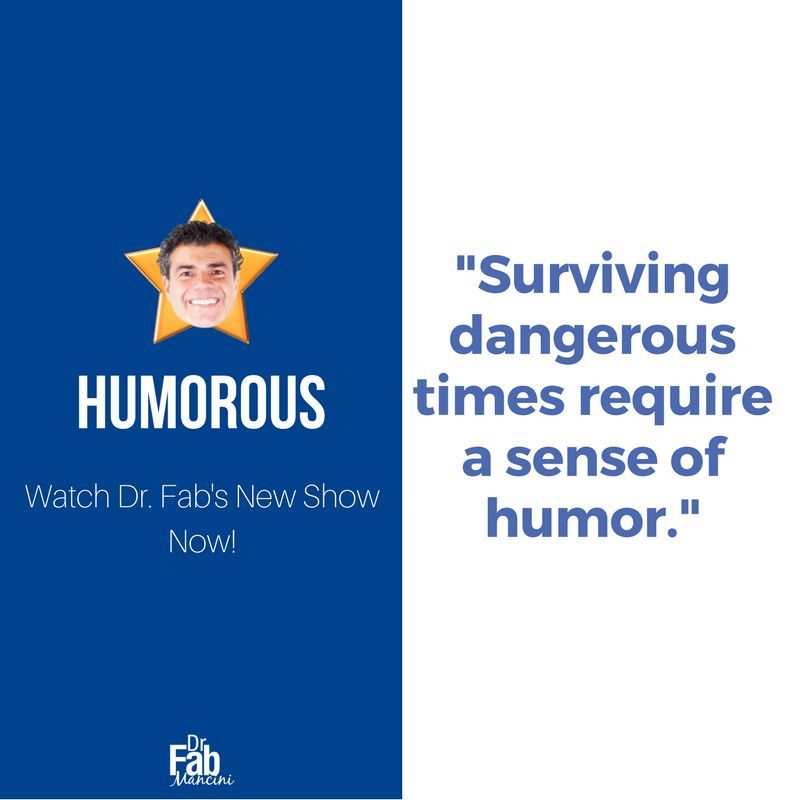 HUMOROUS
Watch Dr. Fab's New Show
Now!
Dr.
Fab
Mancini
"Surviving
dangerous
times require
a sense of
humor."